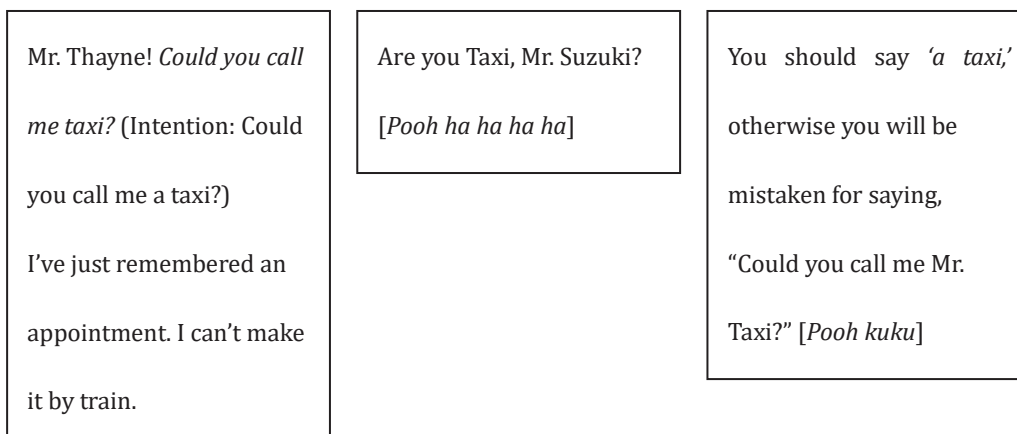 Mr. Thayne! Could you call
me taxi? (Intention: Could
you call me a taxi?)
I’ve just remembered an
appointment. I can’t make
it by train.
Are you Taxi, Mr. Suzuki?
[Pooh ha ha ha ha]
You should say ‘a taxi,’
otherwise you will be
mistaken for saying,
“Could you call me Mr.
Taxi?” [Pooh kuku]